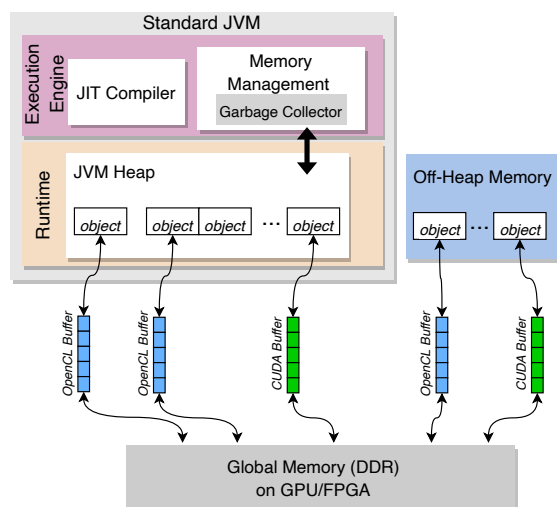 Standard JVM
Execution
Engine
JIT Compiler
Memory
Management
Garbage Collector
Runtime
JVM Heap
object
object
object
...
object
Off-Heap Memory
object
...
object
OpenCL Buffer
OpenCL Buffer
CUDA Buffer
OpenCL Buffer
CUDA Buffer
Global Memory (DDR)
on GPU/FPGA